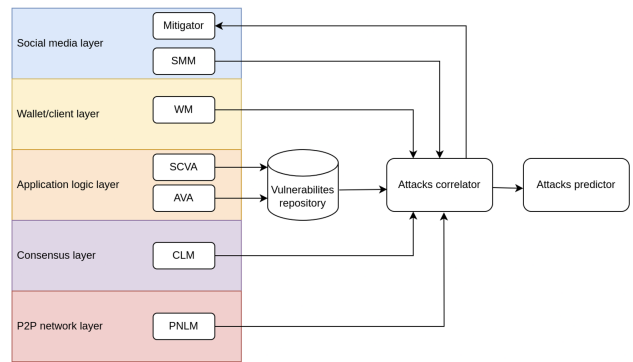 Mitigator
Social media layer
SMM
Wallet/client layer
WM
SCVA
Application logic layer
AVA
Vulnerabilites
repository
Attacks correlator
Attacks predictor
Consensus layer
CLM
P2P network layer
PNLM